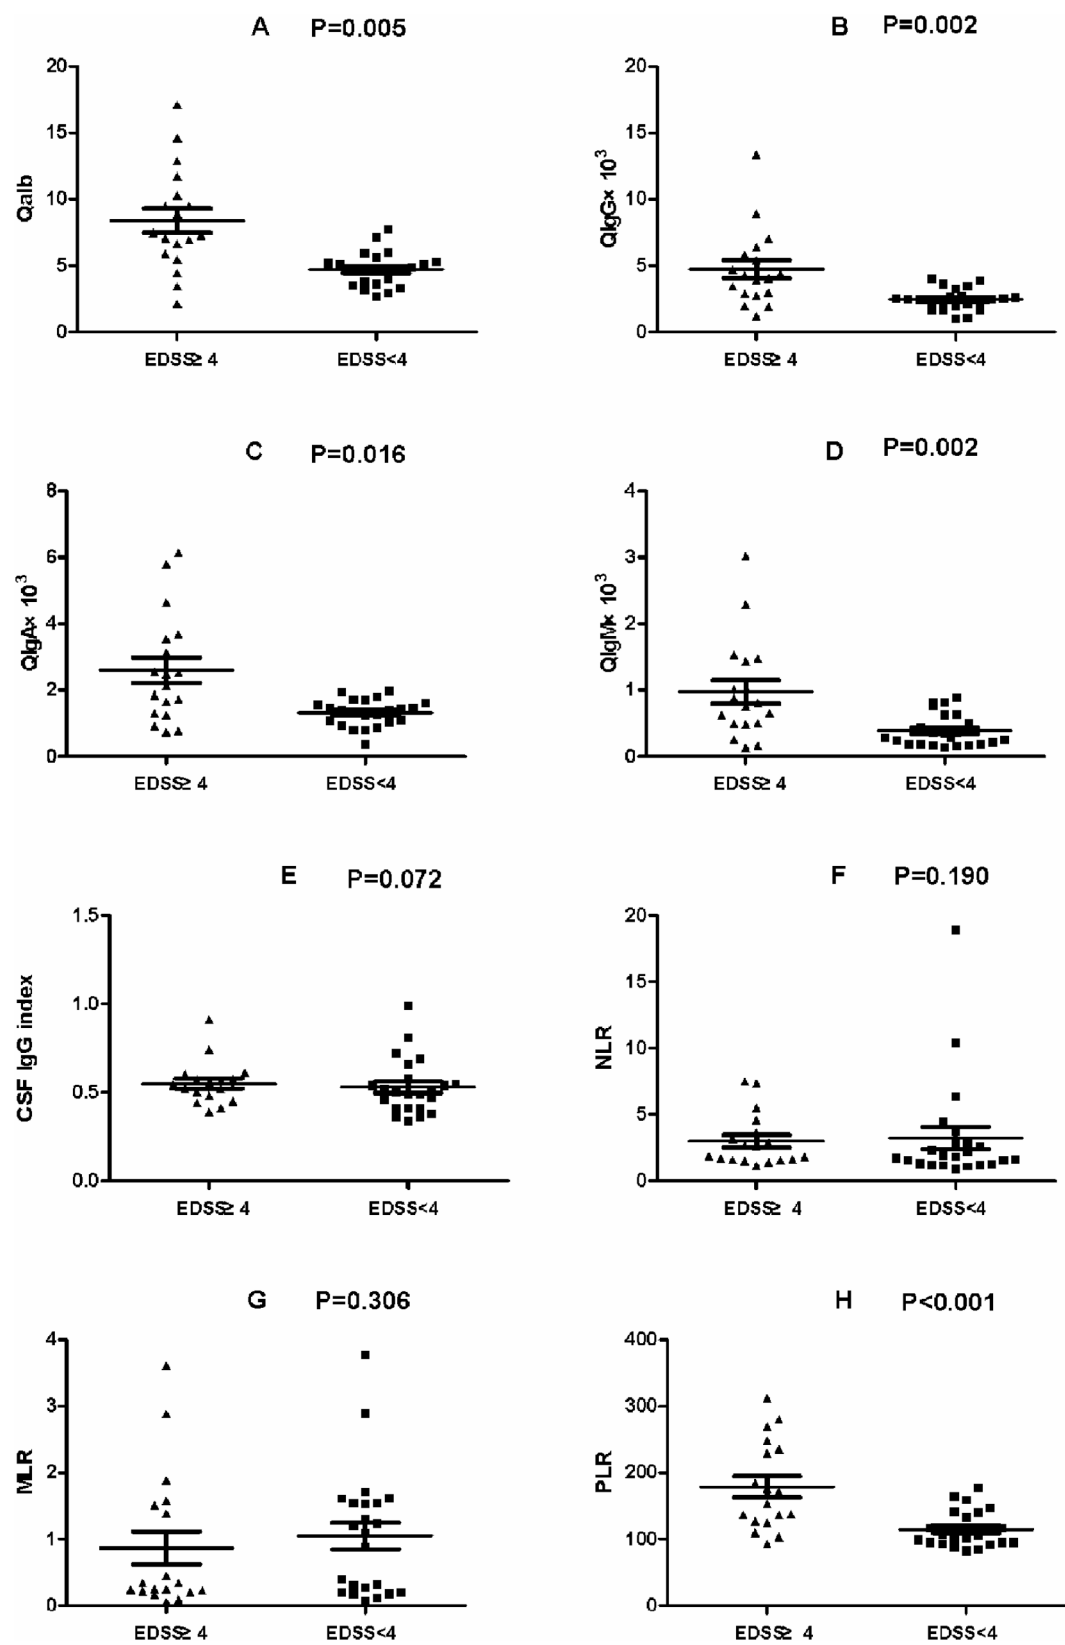 A P=0.005
B P=0.002
20
15
10
5
0
Qalb
EDSS≥ 4 EDSS<4
20
15
10
5
0
QIgG× 10³
EDSS≥ 4 EDSS<4
C P=0.016
D P=0.002
8
6
4
2
0
QIgA× 10³
EDSS≥ 4 EDSS<4
4
3
2
1
0
QIgM× 10³
EDSS≥ 4 EDSS<4
E P=0.072
F P=0.190
1.5
1.0
0.5
0.0
CSF IgG index
EDSS≥ 4 EDSS<4
20
15
10
5
0
NLR
EDSS≥ 4 EDSS<4
G P=0.306
H P<0.001
4
3
2
1
0
MLR
EDSS≥ 4 EDSS<4
400
300
200
100
0
PLR
EDSS≥ 4 EDSS<4